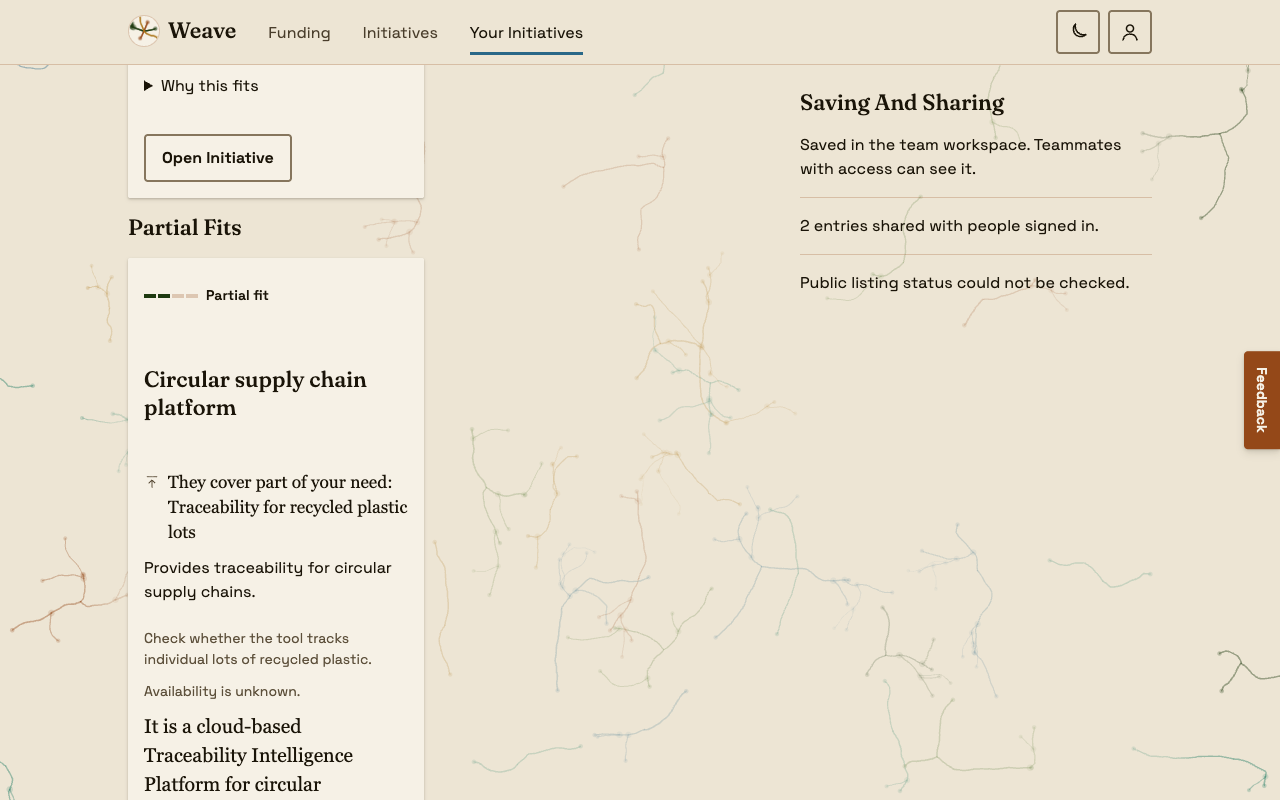 Weave
Funding
Initiatives
Your Initiatives
Why this fits
Open Initiative
Partial Fits
Partial fit
Circular supply chain
platform
They cover part of your need:
Traceability for recycled plastic
lots
Provides traceability for circular
supply chains.
Check whether the tool tracks
individual lots of recycled plastic.
Availability is unknown.
It is a cloud-based
Traceability Intelligence
Platform for circular
Saving And Sharing
Saved in the team workspace. Teammates
with access can see it.
2 entries shared with people signed in.
Public listing status could not be checked.
Feedback